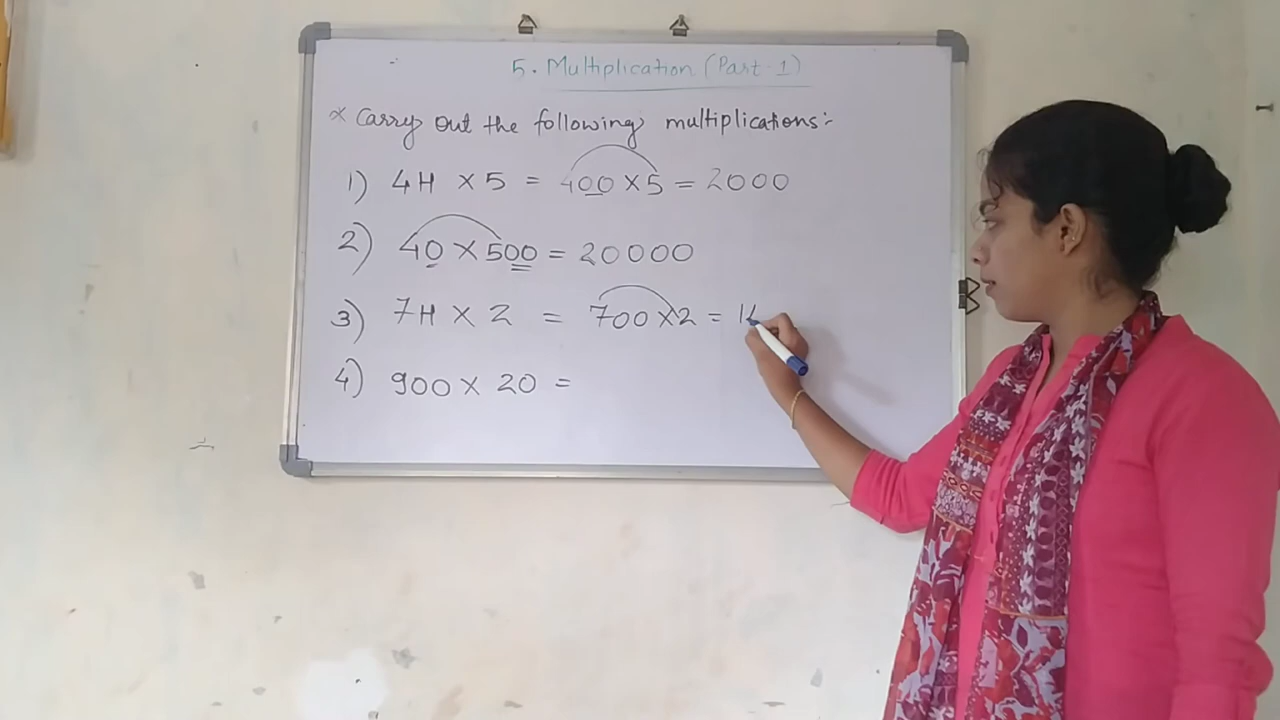 5. Multiplication (Part-1)
* Carry out the following multiplications:-
1) 4H × 5 = 400 × 5 = 2000
2) 40 × 500 = 20000
3) 7H × 2 = 700 × 2 = 14
4) 900 × 20 =